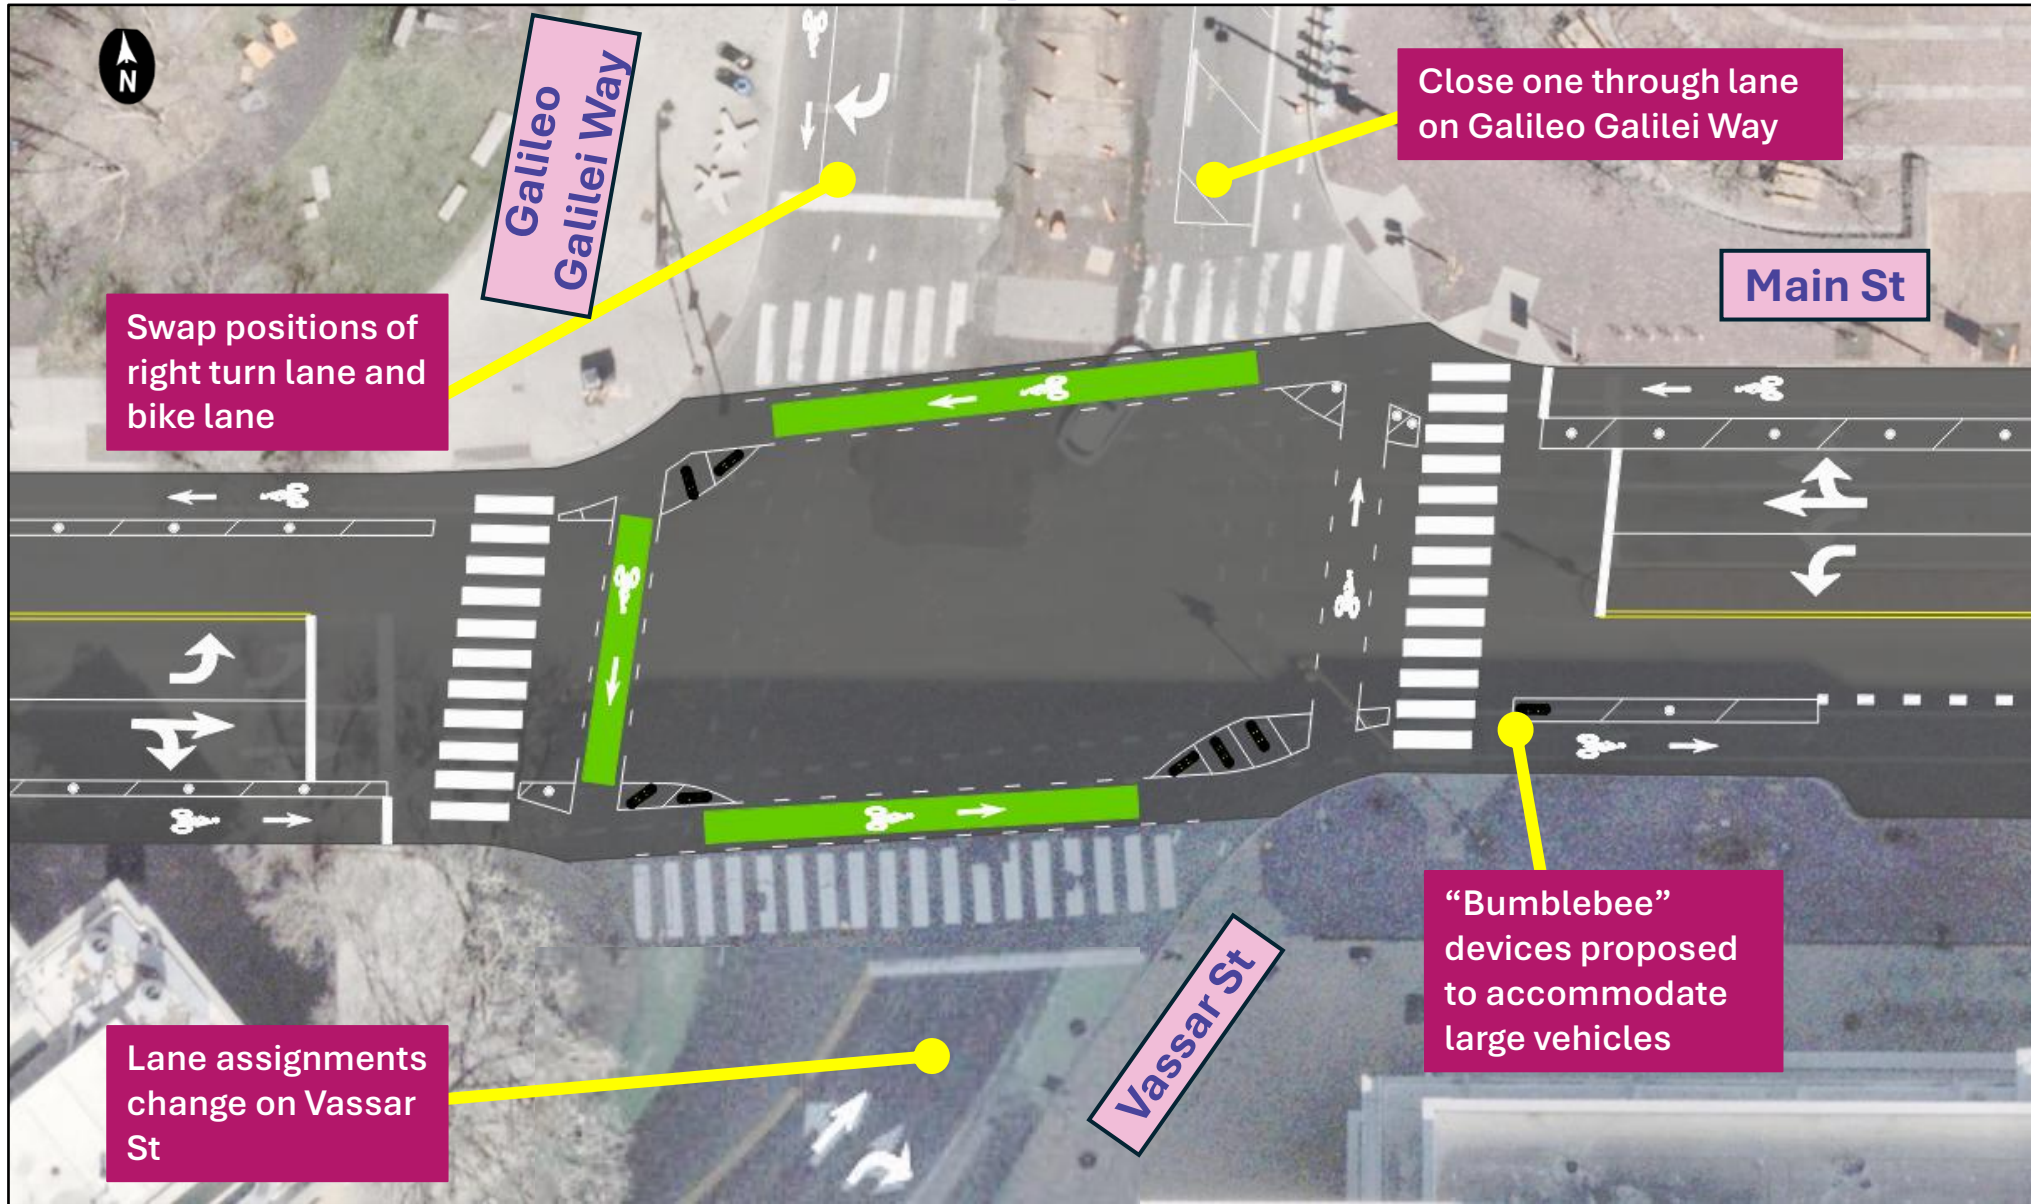 N
Galileo
Galilei Way
Close one through lane
on Galileo Galilei Way
Main St
Swap positions of
right turn lane and
bike lane
“Bumblebee”
devices proposed
to accommodate
large vehicles
Vassar St
Lane assignments
change on Vassar
St